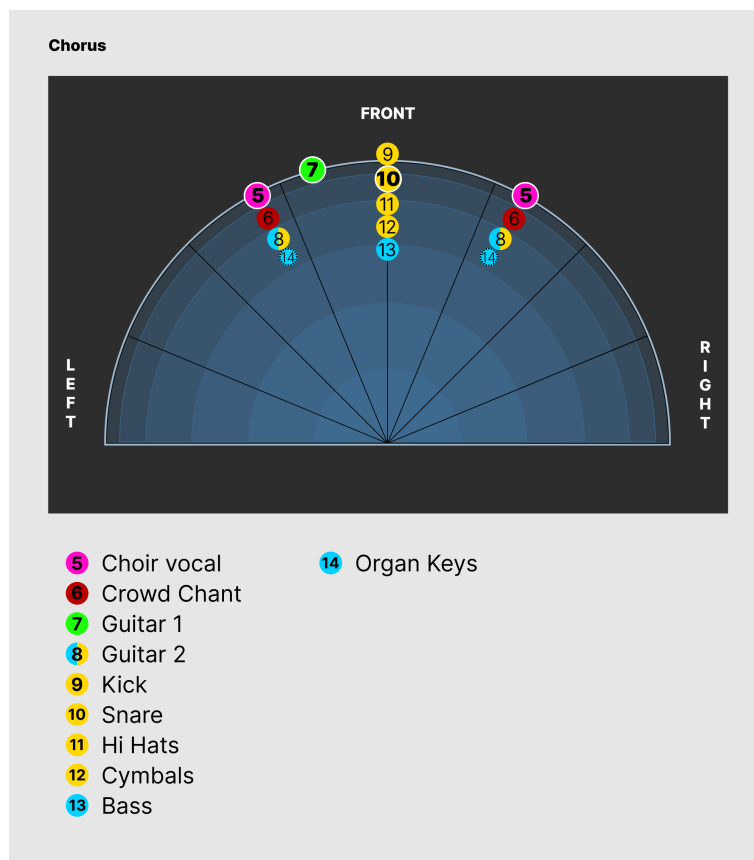 Chorus
FRONT
9
7
10
5
5
11
6
6
12
8
8
13
14
14
LEFT
RIGHT
5 Choir vocal
6 Crowd Chant
7 Guitar 1
8 Guitar 2
9 Kick
10 Snare
11 Hi Hats
12 Cymbals
13 Bass
14 Organ Keys